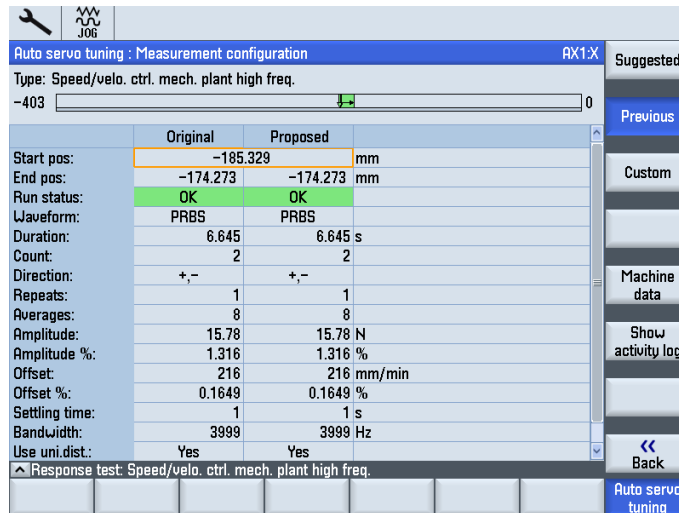 JOG
Auto servo tuning : Measurement configuration AX1:X
Type: Speed/velo. ctrl. mech. plant high freq.
-403 0
Original Proposed
Start pos: -185.329 mm
End pos: -174.273 -174.273 mm
Run status: OK OK
Waveform: PRBS PRBS
Duration: 6.645 6.645 s
Count: 2 2
Direction: +,- +,-
Repeats: 1 1
Averages: 8 8
Amplitude: 15.78 15.78 N
Amplitude %: 1.316 1.316 %
Offset: 216 216 mm/min
Offset %: 0.1649 0.1649 %
Settling time: 1 1 s
Bandwidth: 3999 3999 Hz
Use uni.dist.: Yes Yes
Response test: Speed/velo. ctrl. mech. plant high freq.
Suggested
Previous
Custom
Machine
data
Show
activity log
«
Back
Auto servo
tuning